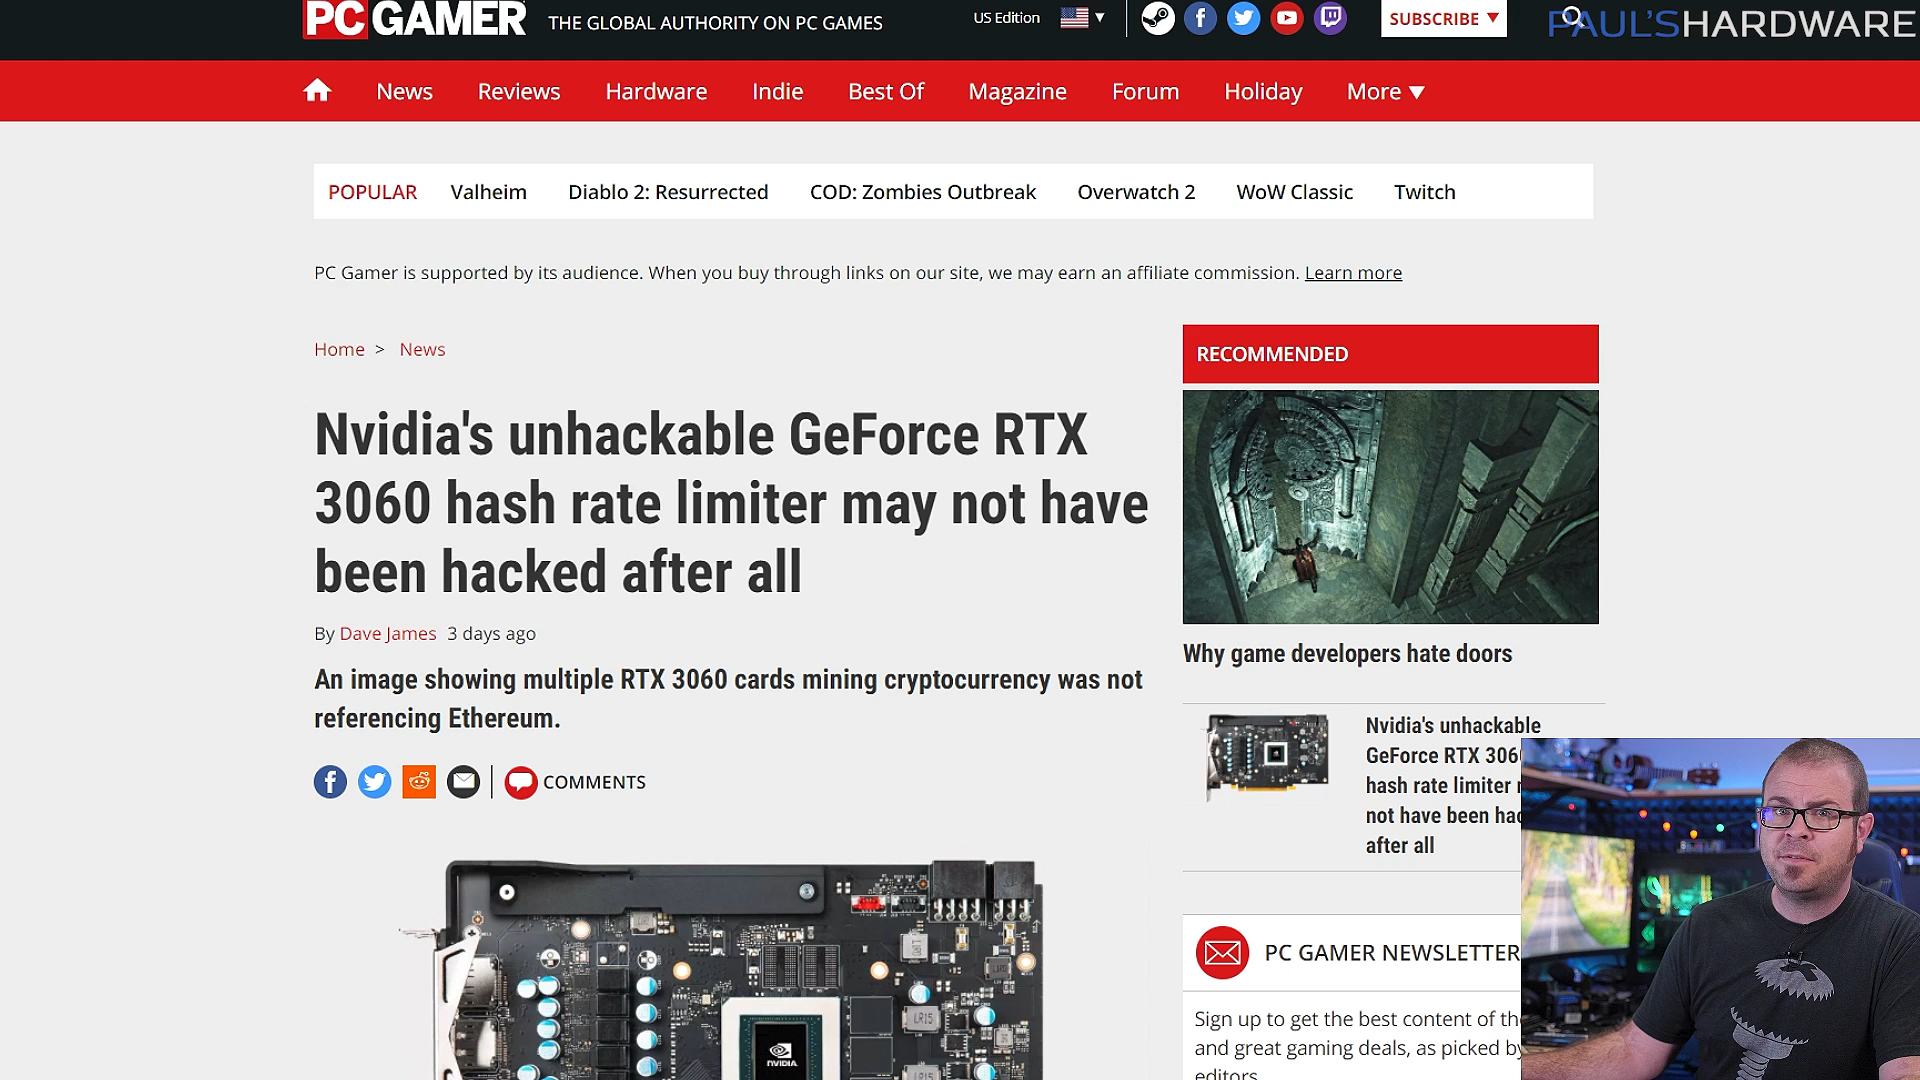 PC GAMER
THE GLOBAL AUTHORITY ON PC GAMES
US Edition
SUBSCRIBE
PAUL'SHARDWARE
News Reviews Hardware Indie Best Of Magazine Forum Holiday More
POPULAR Valheim Diablo 2: Resurrected COD: Zombies Outbreak Overwatch 2 WoW Classic Twitch
PC Gamer is supported by its audience. When you buy through links on our site, we may earn an affiliate commission. Learn more
Home > News
Nvidia's unhackable GeForce RTX
3060 hash rate limiter may not have
been hacked after all
By Dave James 3 days ago
An image showing multiple RTX 3060 cards mining cryptocurrency was not
referencing Ethereum.
COMMENTS
NVIDIA
LR15
LR15
RECOMMENDED
Why game developers hate doors
Nvidia's unhackable
GeForce RTX 3060
hash rate limiter
not have been
after all
PC GAMER NEWSLETTER
Sign up to get the best content of
and great gaming deals, as picked by
editors